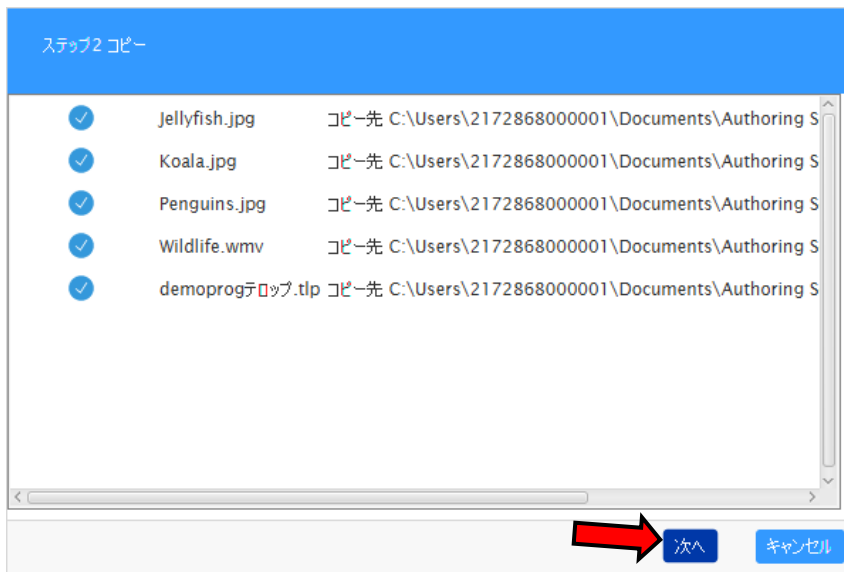 ステップ2 コピー
Jellyfish.jpg コピー先 C:\Users\2172868000001\Documents\Authoring S
Koala.jpg コピー先 C:\Users\2172868000001\Documents\Authoring S
Penguins.jpg コピー先 C:\Users\2172868000001\Documents\Authoring S
Wildlife.wmv コピー先 C:\Users\2172868000001\Documents\Authoring S
demoprogテロップ.tlp コピー先 C:\Users\2172868000001\Documents\Authoring S
次へ キャンセル